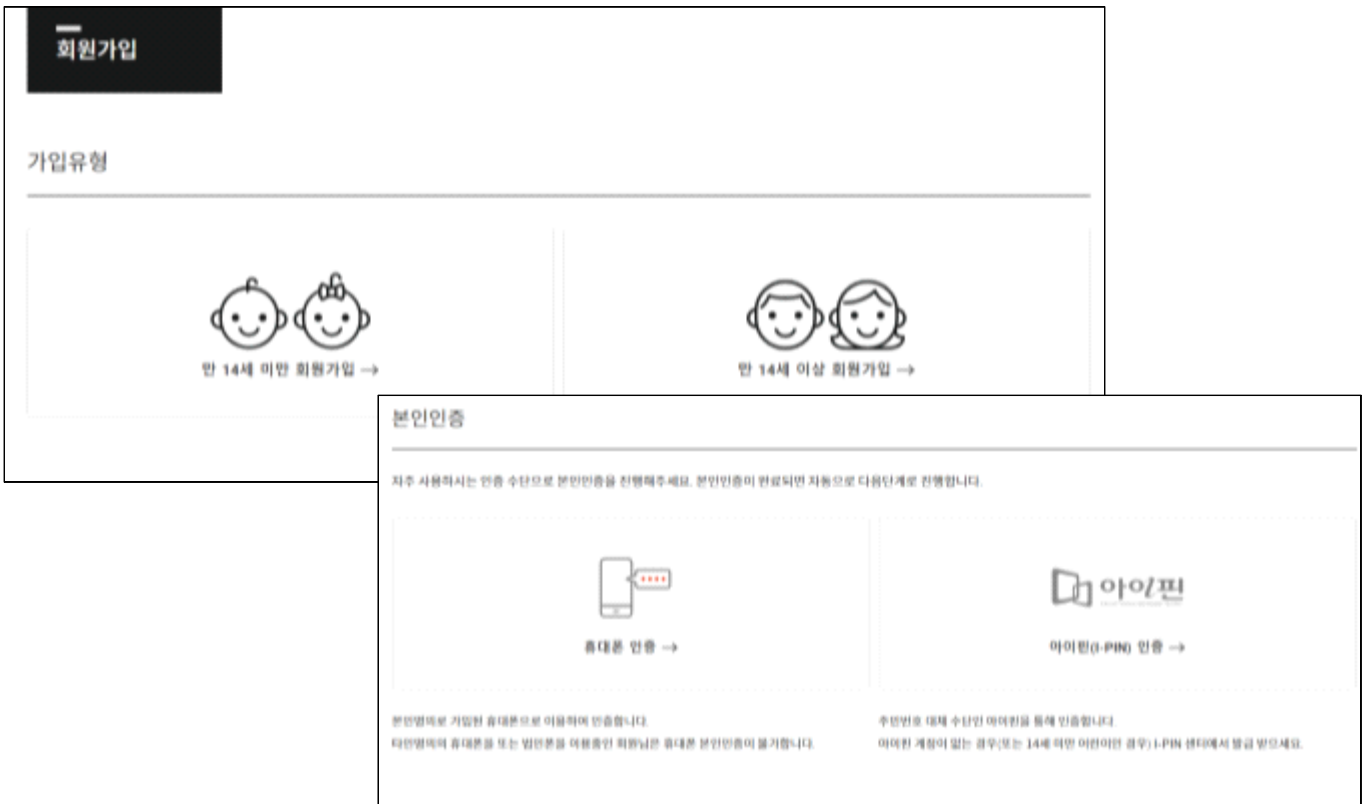 회원가입
가입유형
만 14세 미만 회원가입 →
만 14세 이상 회원가입 →
본인인증
자주 사용하시는 인증 수단으로 본인인증을 진행해주세요. 본인인증이 완료되면 자동으로 다음단계로 진행합니다.
아이핀
휴대폰 인증 →
아이핀(I-PIN) 인증 →
본인명의로 가입된 휴대폰으로 이용하여 인증합니다.
타인명의의 휴대폰을 또는 법인폰을 이용중인 회원님은 휴대폰 본인인증이 불가합니다.
주민번호 대체 수단인 아이핀을 통해 인증합니다.
아이핀 계정이 없는 경우(또는 14세 미만 어린이인 경우) I-PIN 센터에서 발급 받으세요.